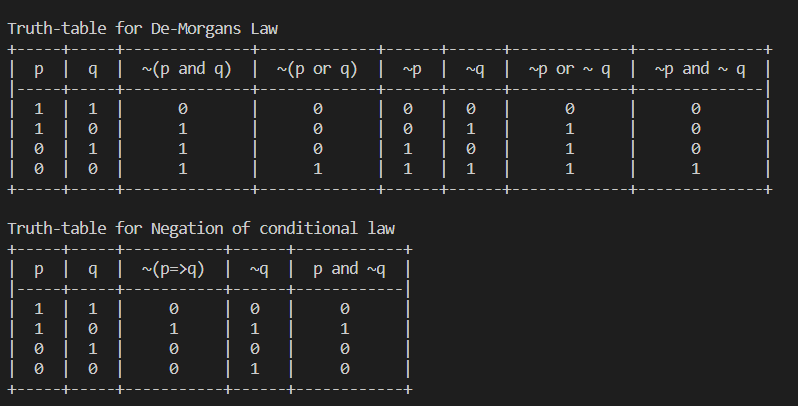 Truth-table for De-Morgans Law
+-----+-----+--------------+-------------+------+------+-------------+-------------+
| p | q | ~(p and q) | ~(p or q) | ~p | ~q | ~p or ~ q | ~p and ~ q |
|-----+-----+--------------+-------------+------+------+-------------+-------------|
| 1 | 1 | 0 | 0 | 0 | 0 | 0 | 0 |
| 1 | 0 | 1 | 0 | 0 | 1 | 1 | 0 |
| 0 | 1 | 1 | 0 | 1 | 0 | 1 | 0 |
| 0 | 0 | 1 | 1 | 1 | 1 | 1 | 1 |
+-----+-----+--------------+-------------+------+------+-------------+-------------+
Truth-table for Negation of conditional law
+-----+-----+-----------+------+------------+
| p | q | ~(p=>q) | ~q | p and ~q |
|-----+-----+-----------+------+------------|
| 1 | 1 | 0 | 0 | 0 |
| 1 | 0 | 1 | 1 | 1 |
| 0 | 1 | 0 | 0 | 0 |
| 0 | 0 | 0 | 1 | 0 |
+-----+-----+-----------+------+------------+